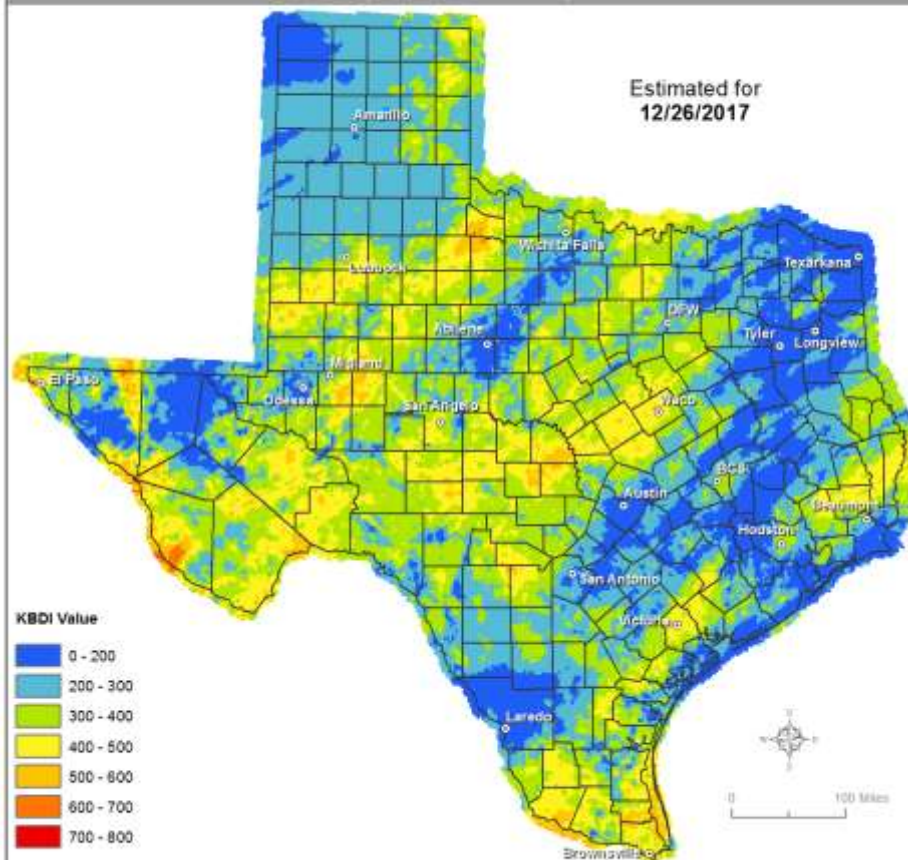 Estimated for
12/26/2017
Amarillo
Wichita Falls
Texarkana
Lubbock
DFW
Abilene
Tyler
Longview
Midland
El Paso
Odessa
San Angelo
Waco
BCS
Austin
Beaumont
Houston
San Antonio
Victoria
KBDI Value
0 - 200
200 - 300
300 - 400
400 - 500
500 - 600
600 - 700
700 - 800
Laredo
0 100 Miles
Brownsville